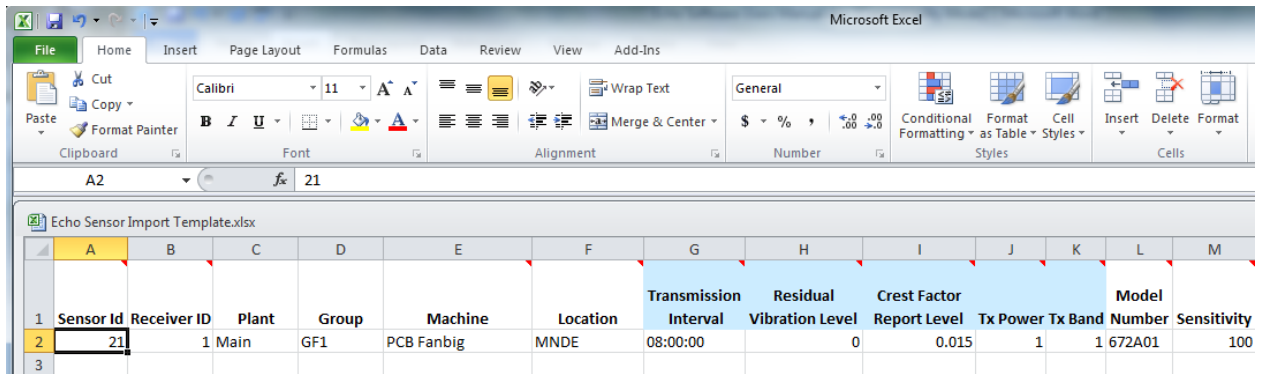 Microsoft Excel
File Home Insert Page Layout Formulas Data Review View Add-Ins
Cut
Copy
Format Painter
Paste
Clipboard
Calibri 11
B I U
Font
Wrap Text
Merge & Center
Alignment
General
$ % ,
Number
Conditional Formatting
Format as Table
Cell Styles
Styles
Insert Delete Format
Cells
A2 fx 21
Echo Sensor Import Template.xlsx
A B C D E F G H I J K L M
1 Sensor Id Receiver ID Plant Group Machine Location Transmission Interval Residual Vibration Level Crest Factor Report Level Tx Power Tx Band Model Number Sensitivity
2 21 1 Main GF1 PCB Fanbig MNDE 08:00:00 0 0.015 1 1 672A01 100
3